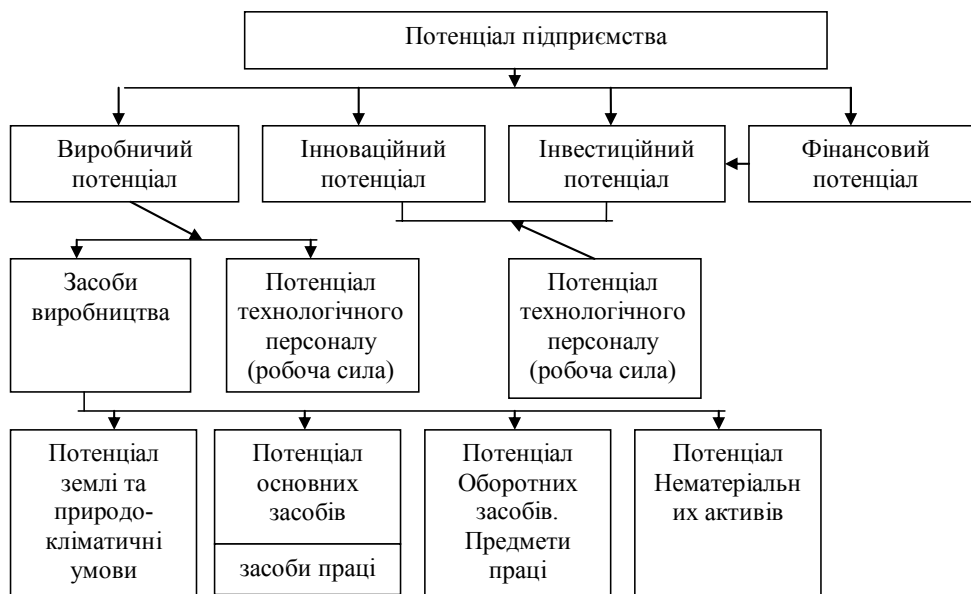 Потенціал підприємства
Виробничий
потенціал
Інноваційний
потенціал
Інвестиційний
потенціал
Фінансовий
потенціал
Засоби
виробництва
Потенціал
технологічного
персоналу
(робоча сила)
Потенціал
технологічного
персоналу
(робоча сила)
Потенціал
землі та
природо-
кліматичні
умови
Потенціал
основних
засобів
засоби праці
Потенціал
Оборотних
засобів.
Предмети
праці
Потенціал
Нематеріальн
их активів